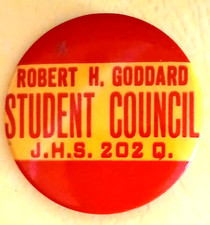 ROBERT H. GODDARD
STUDENT COUNCIL
J.H.S. 202 Q.